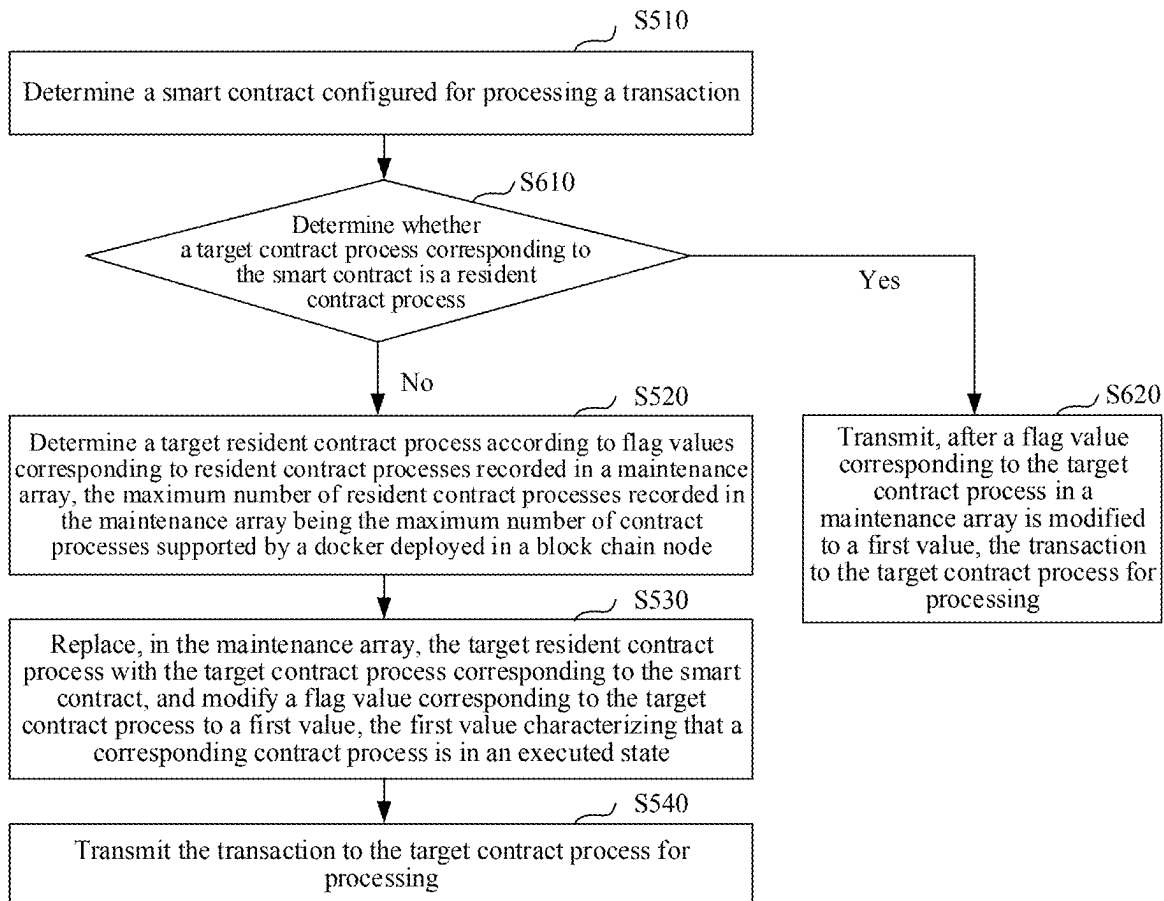 S510
Determine a smart contract configured for processing a transaction
S610
Determine whether
a target contract process corresponding to
the smart contract is a resident
contract process
Yes
No
S520
Determine a target resident contract process according to flag values
corresponding to resident contract processes recorded in a maintenance
array, the maximum number of resident contract processes recorded in
the maintenance array being the maximum number of contract
processes supported by a docker deployed in a block chain node
S620
Transmit, after a flag value
corresponding to the target
contract process in a
maintenance array is modified
to a first value, the transaction
to the target contract process for
processing
S530
Replace, in the maintenance array, the target resident contract
process with the target contract process corresponding to the smart
contract, and modify a flag value corresponding to the target
contract process to a first value, the first value characterizing that a
corresponding contract process is in an executed state
S540
Transmit the transaction to the target contract process for
processing